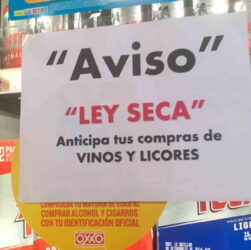 "Aviso"
"LEY SECA"
Anticipa tus compras de
VINOS Y LICORES
COMPRUEBA TU MAYORÍA DE EDAD AL
COMPRAR ALCOHOL Y CIGARROS
CON TU IDENTIFICACIÓN OFICIAL
OXXO